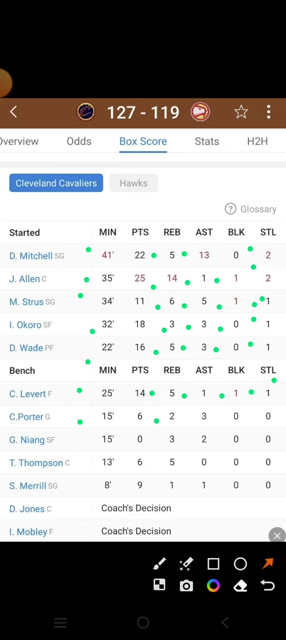 127 - 119
Overview Odds Box Score Stats H2H
Cleveland Cavaliers Hawks
? Glossary
Started MIN PTS REB AST BLK STL
D. Mitchell SG 41' 22 5 13 0 2
J. Allen C 35' 25 14 1 1 2
M. Strus SG 34' 11 6 5 1 1
I. Okoro SF 32' 18 3 3 0 1
D. Wade PF 22' 16 5 3 0 1
Bench MIN PTS REB AST BLK STL
C. Levert F 25' 14 5 1 1 1
C.Porter G 15' 6 2 3 0 0
G. Niang SF 15' 0 3 2 0 0
T. Thompson C 13' 6 5 0 0 0
S. Merrill SG 8' 9 1 1 0 0
D. Jones C Coach's Decision
I. Mobley F Coach's Decision